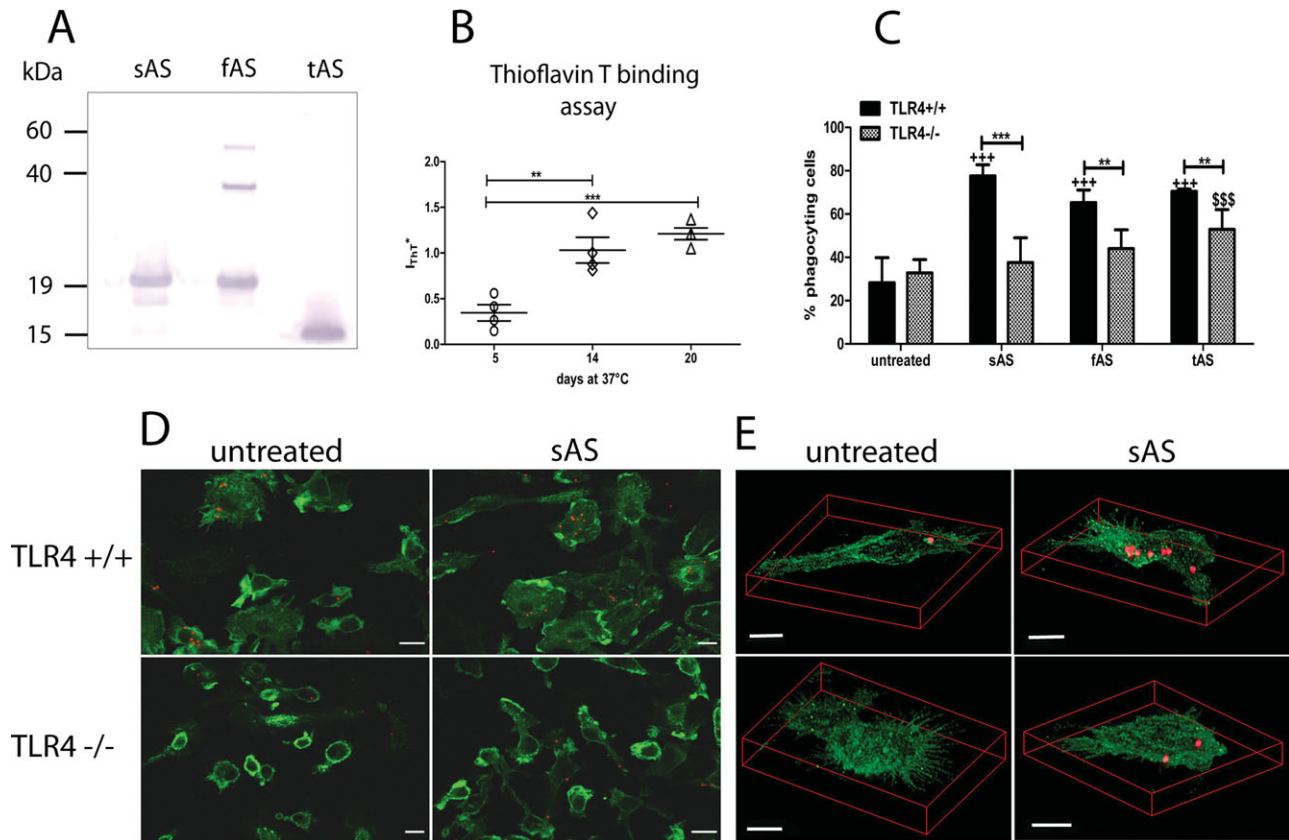 A
kDa
sAS
fAS
tAS
60
40
19
15
B
Thioflavin T binding
assay
2.0
1.5
1.0
0.5
0.0
I_ThT*
**
***
5
14
20
days at 37°C
C
TLR4+/+
TLR4-/-
100
80
60
40
20
0
% phagocyting cells
***
**
**
+++
+++
+++
$$$
untreated
sAS
fAS
tAS
D
untreated
sAS
E
untreated
sAS
TLR4 +/+
TLR4 -/-